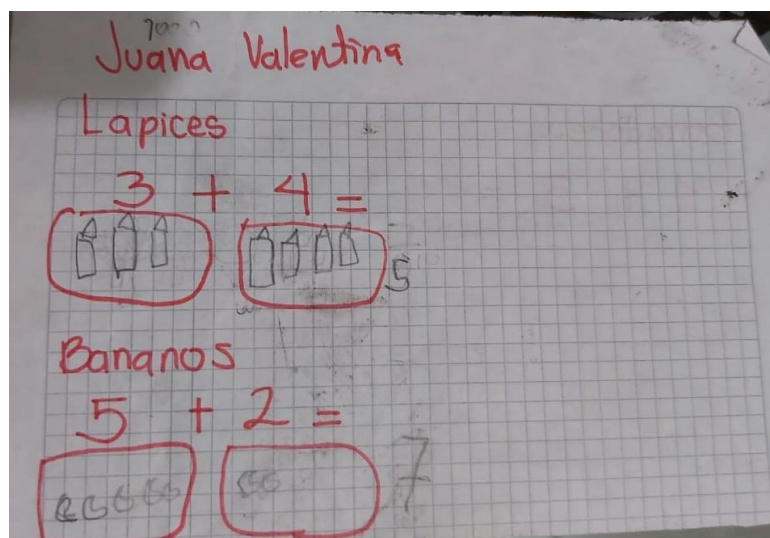 Juana Valentina
Lapices
3 + 4 =
5
Bananos
5 + 2 =
7